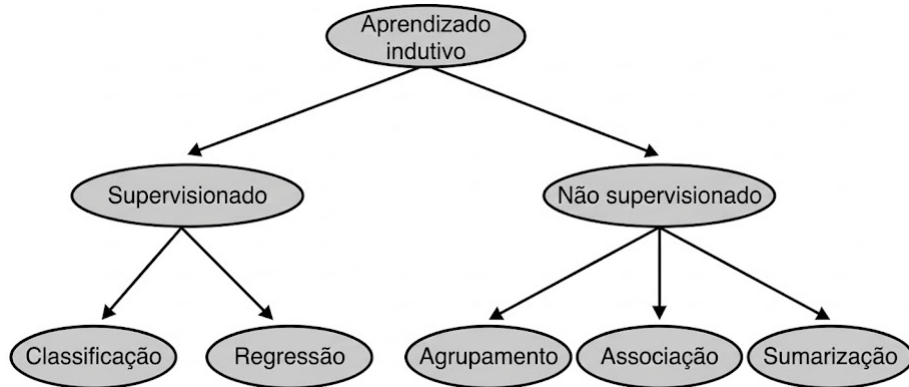 Aprendizado
indutivo
Supervisionado
Não supervisionado
Classificação
Regressão
Agrupamento
Associação
Sumarização